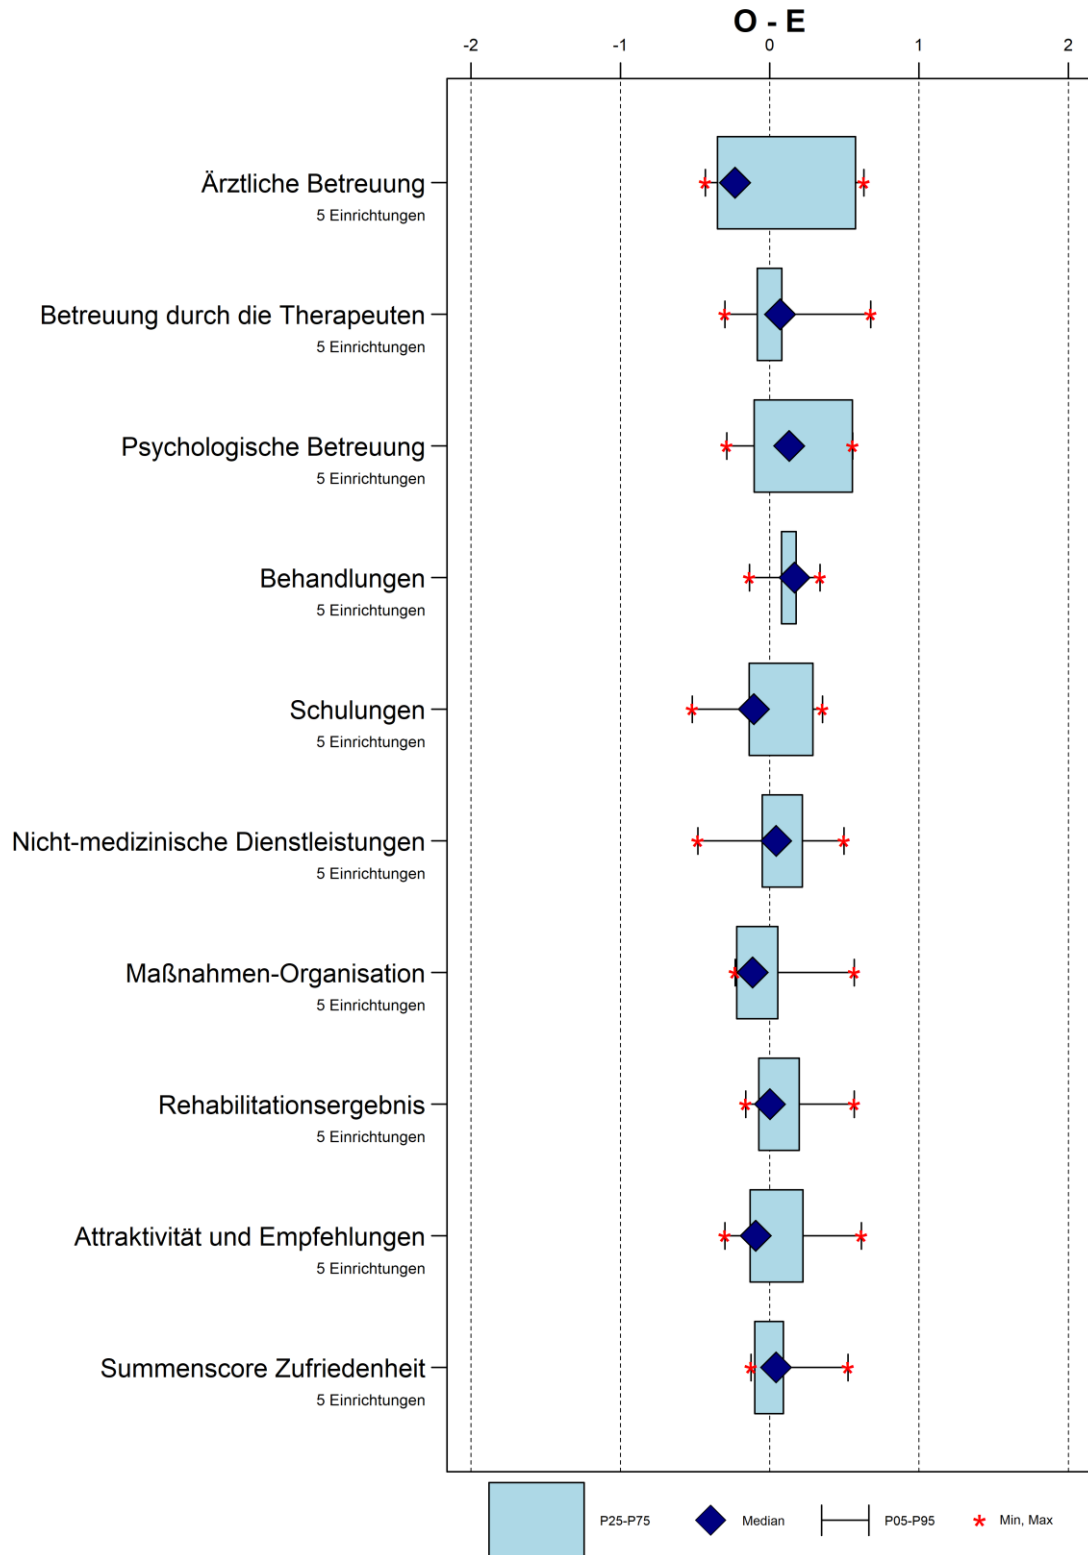 O - E
-2 -1 0 1 2
Ärztliche Betreuung
5 Einrichtungen
Betreuung durch die Therapeuten
5 Einrichtungen
Psychologische Betreuung
5 Einrichtungen
Behandlungen
5 Einrichtungen
Schulungen
5 Einrichtungen
Nicht-medizinische Dienstleistungen
5 Einrichtungen
Maßnahmen-Organisation
5 Einrichtungen
Rehabilitationsergebnis
5 Einrichtungen
Attraktivität und Empfehlungen
5 Einrichtungen
Summenscore Zufriedenheit
5 Einrichtungen
P25-P75 Median P05-P95 Min, Max